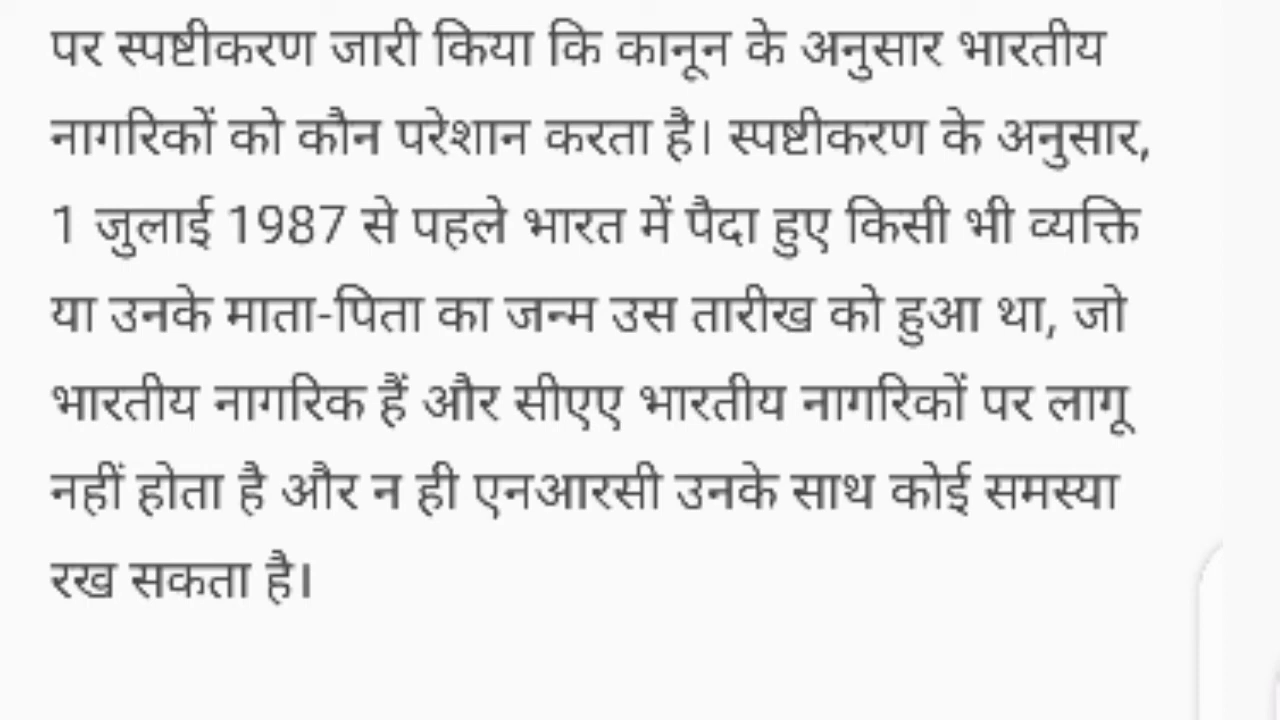 पर स्पष्टीकरण जारी किया कि कानून के अनुसार भारतीय
नागरिकों को कौन परेशान करता है। स्पष्टीकरण के अनुसार,
1 जुलाई 1987 से पहले भारत में पैदा हुए किसी भी व्यक्ति
या उनके माता-पिता का जन्म उस तारीख को हुआ था, जो
भारतीय नागरिक हैं और सीएए भारतीय नागरिकों पर लागू
नहीं होता है और न ही एनआरसी उनके साथ कोई समस्या
रख सकता है।